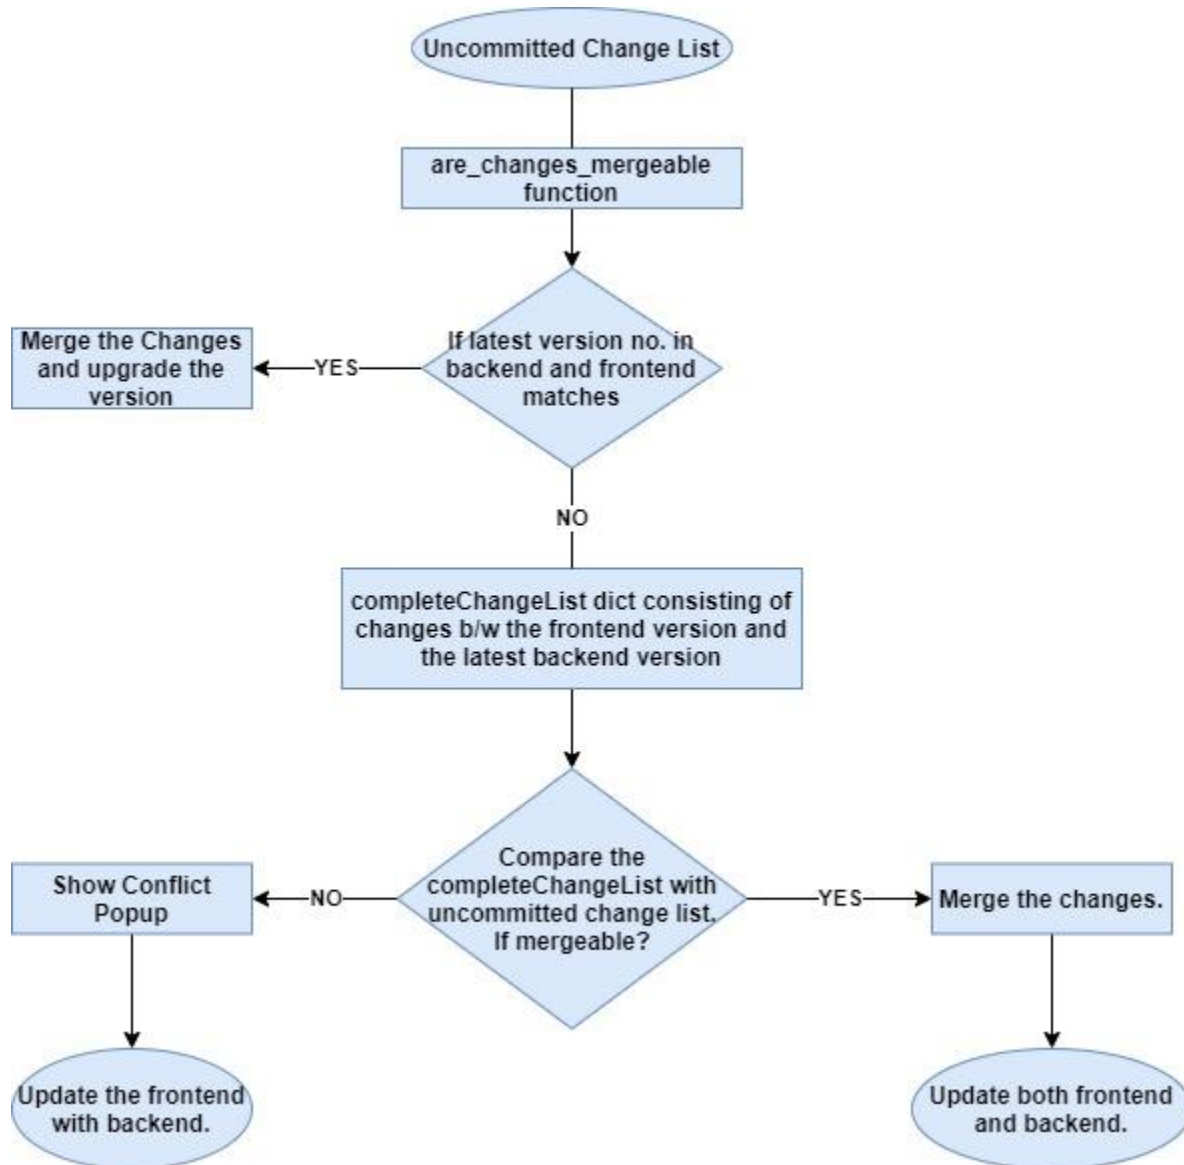 Uncommitted Change List
are_changes_mergeable
function
If latest version no. in
backend and frontend
matches
YES
Merge the Changes
and upgrade the
version
NO
completeChangeList dict consisting of
changes b/w the frontend version and
the latest backend version
Compare the
completeChangeList with
uncommitted change list.
If mergeable?
NO
Show Conflict
Popup
YES
Merge the changes.
Update the frontend
with backend.
Update both frontend
and backend.